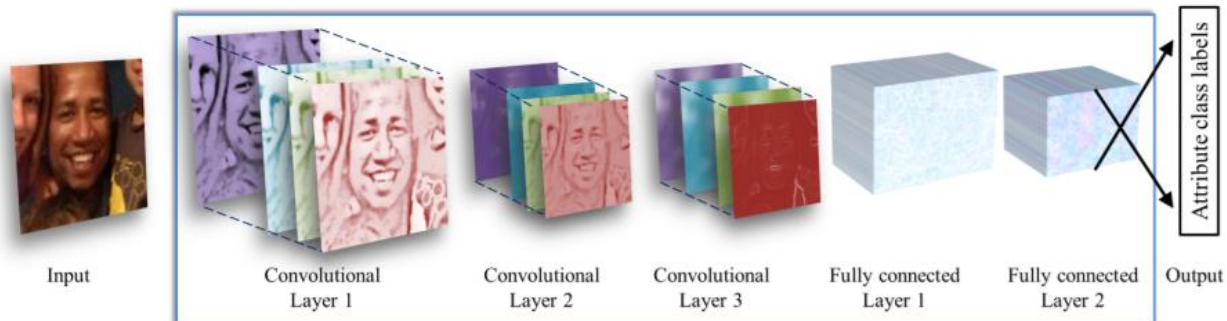 Input
Convolutional
Layer 1
Convolutional
Layer 2
Convolutional
Layer 3
Fully connected
Layer 1
Fully connected
Layer 2
Output
Attribute class labels